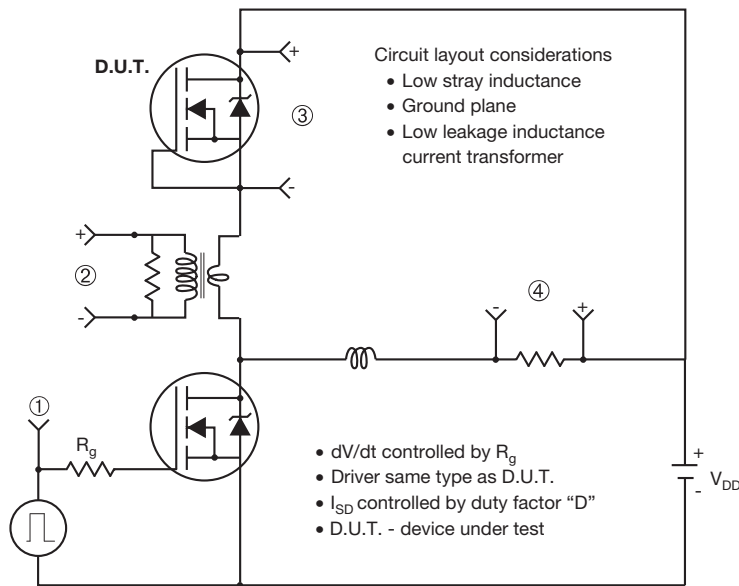 D.U.T.
+
③
-
Circuit layout considerations
• Low stray inductance
• Ground plane
• Low leakage inductance
current transformer
+
②
-
④
-
+
①
Rg
• dV/dt controlled by Rg
• Driver same type as D.U.T.
• ISD controlled by duty factor “D”
• D.U.T. - device under test
+
VDD
-